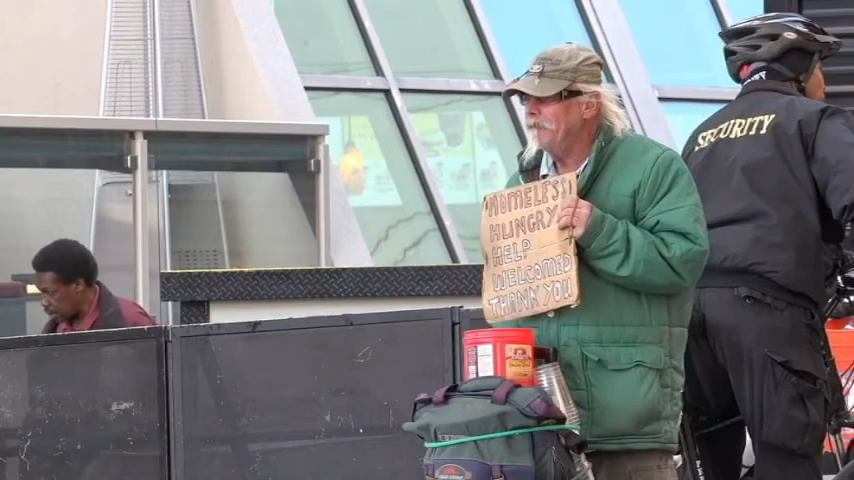 HOMELESS
HUNGRY
HELP
WELCOMED
THANK YOU
SECURITY